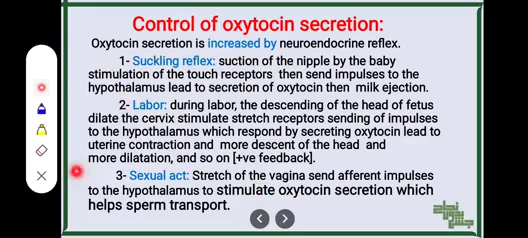 Control of oxytocin secretion:
Oxytocin secretion is increased by neuroendocrine reflex.
1- Suckling reflex: suction of the nipple by the baby
stimulation of the touch receptors then send impulses to the
hypothalamus lead to secretion of oxytocin then milk ejection.
2- Labor: during labor, the descending of the head of fetus
dilate the cervix stimulate stretch receptors sending of impulses
to the hypothalamus which respond by secreting oxytocin lead to
uterine contraction and more descent of the head and
more dilatation, and so on [+ve feedback].
3- Sexual act: Stretch of the vagina send afferent impulses
to the hypothalamus to stimulate oxytocin secretion which
helps sperm transport.